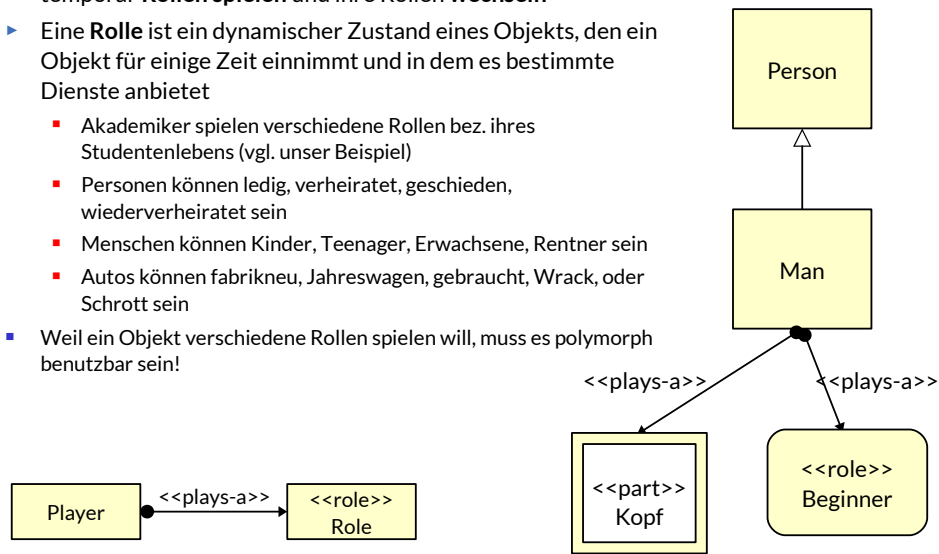 temporär Rollen spielen und ihre Rollen wechseln
Eine Rolle ist ein dynamischer Zustand eines Objekts, den ein
Objekt für einige Zeit einnimmt und in dem es bestimmte
Dienste anbietet
Akademiker spielen verschiedene Rollen bez. ihres
Studentenlebens (vgl. unser Beispiel)
Personen können ledig, verheiratet, geschieden,
wiederverheiratet sein
Menschen können Kinder, Teenager, Erwachsene, Rentner sein
Autos können fabrikneu, Jahreswagen, gebraucht, Wrack, oder
Schrott sein
Weil ein Objekt verschiedene Rollen spielen will, muss es polymorph
benutzbar sein!
Person
Man
<<plays-a>>
<<plays-a>>
<<part>>
Kopf
<<role>>
Beginner
Player
<<plays-a>>
<<role>>
Role